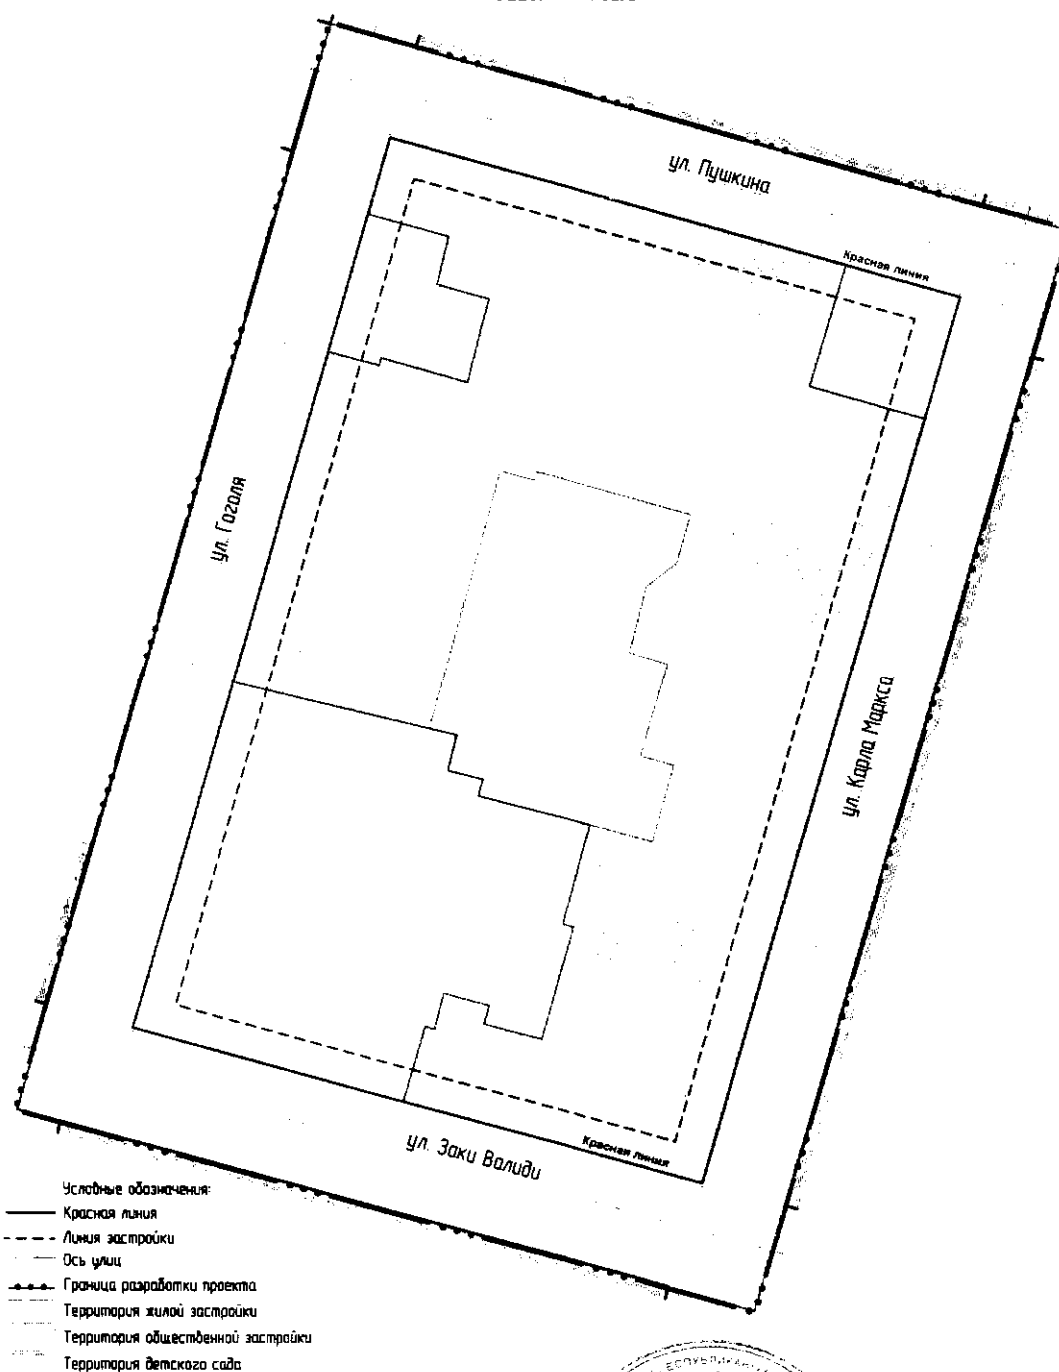 ул. Пушкина
Красная линия
ул. Гоголя
ул. Карла Маркса
ул. Заки Валиди
Красная линия
Условные обозначения:
Красная линия
Линия застройки
Ось улиц
Граница разработки проекта
Территория жилой застройки
Территория общественной застройки
Территория детского сада